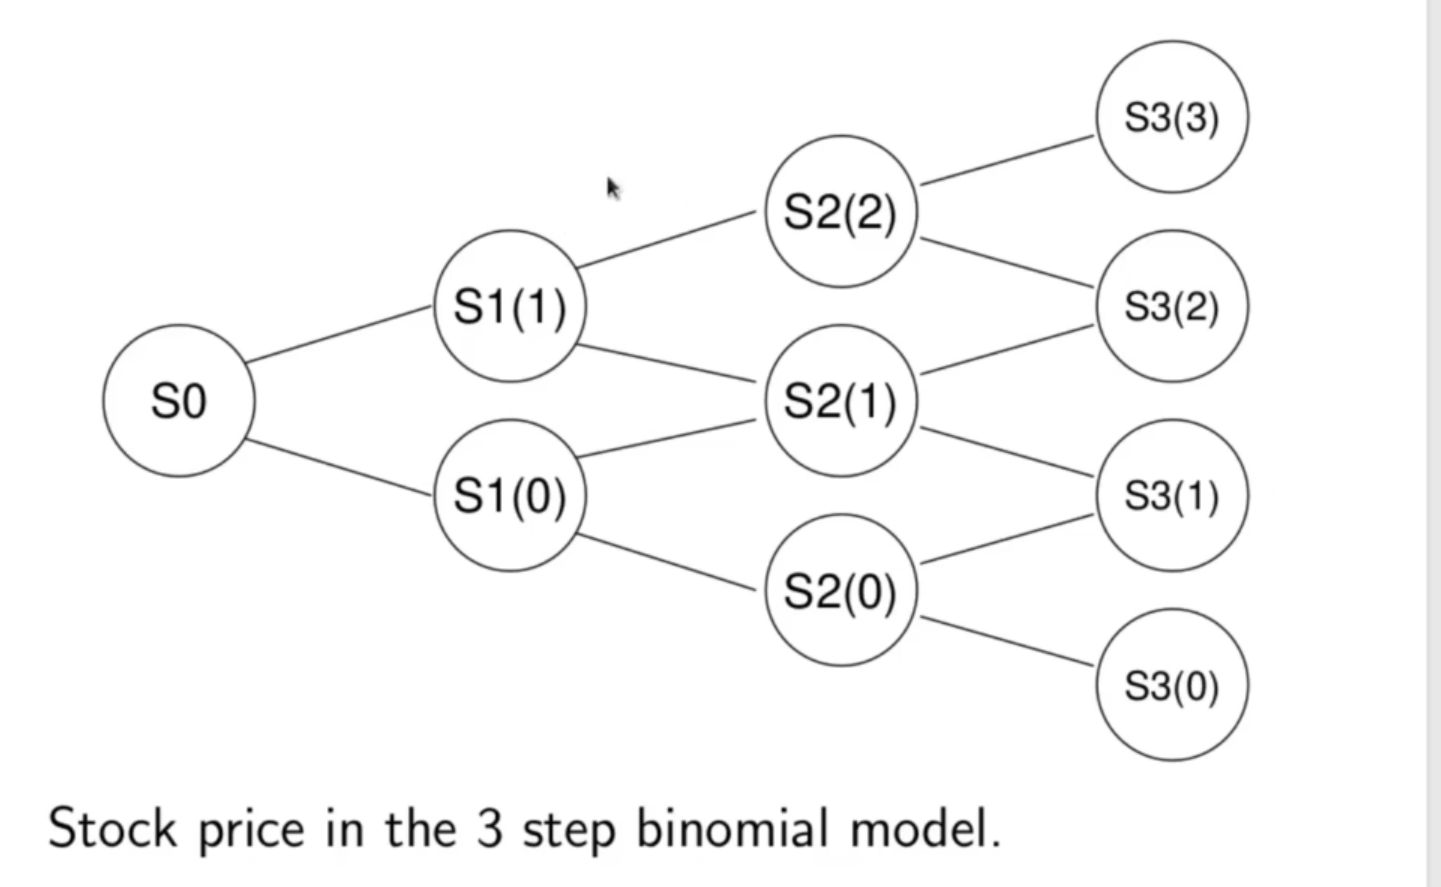 S3(3)
S2(2)
S1(1)
S3(2)
S0
S2(1)
S1(0)
S3(1)
S2(0)
S3(0)
Stock price in the 3 step binomial model.